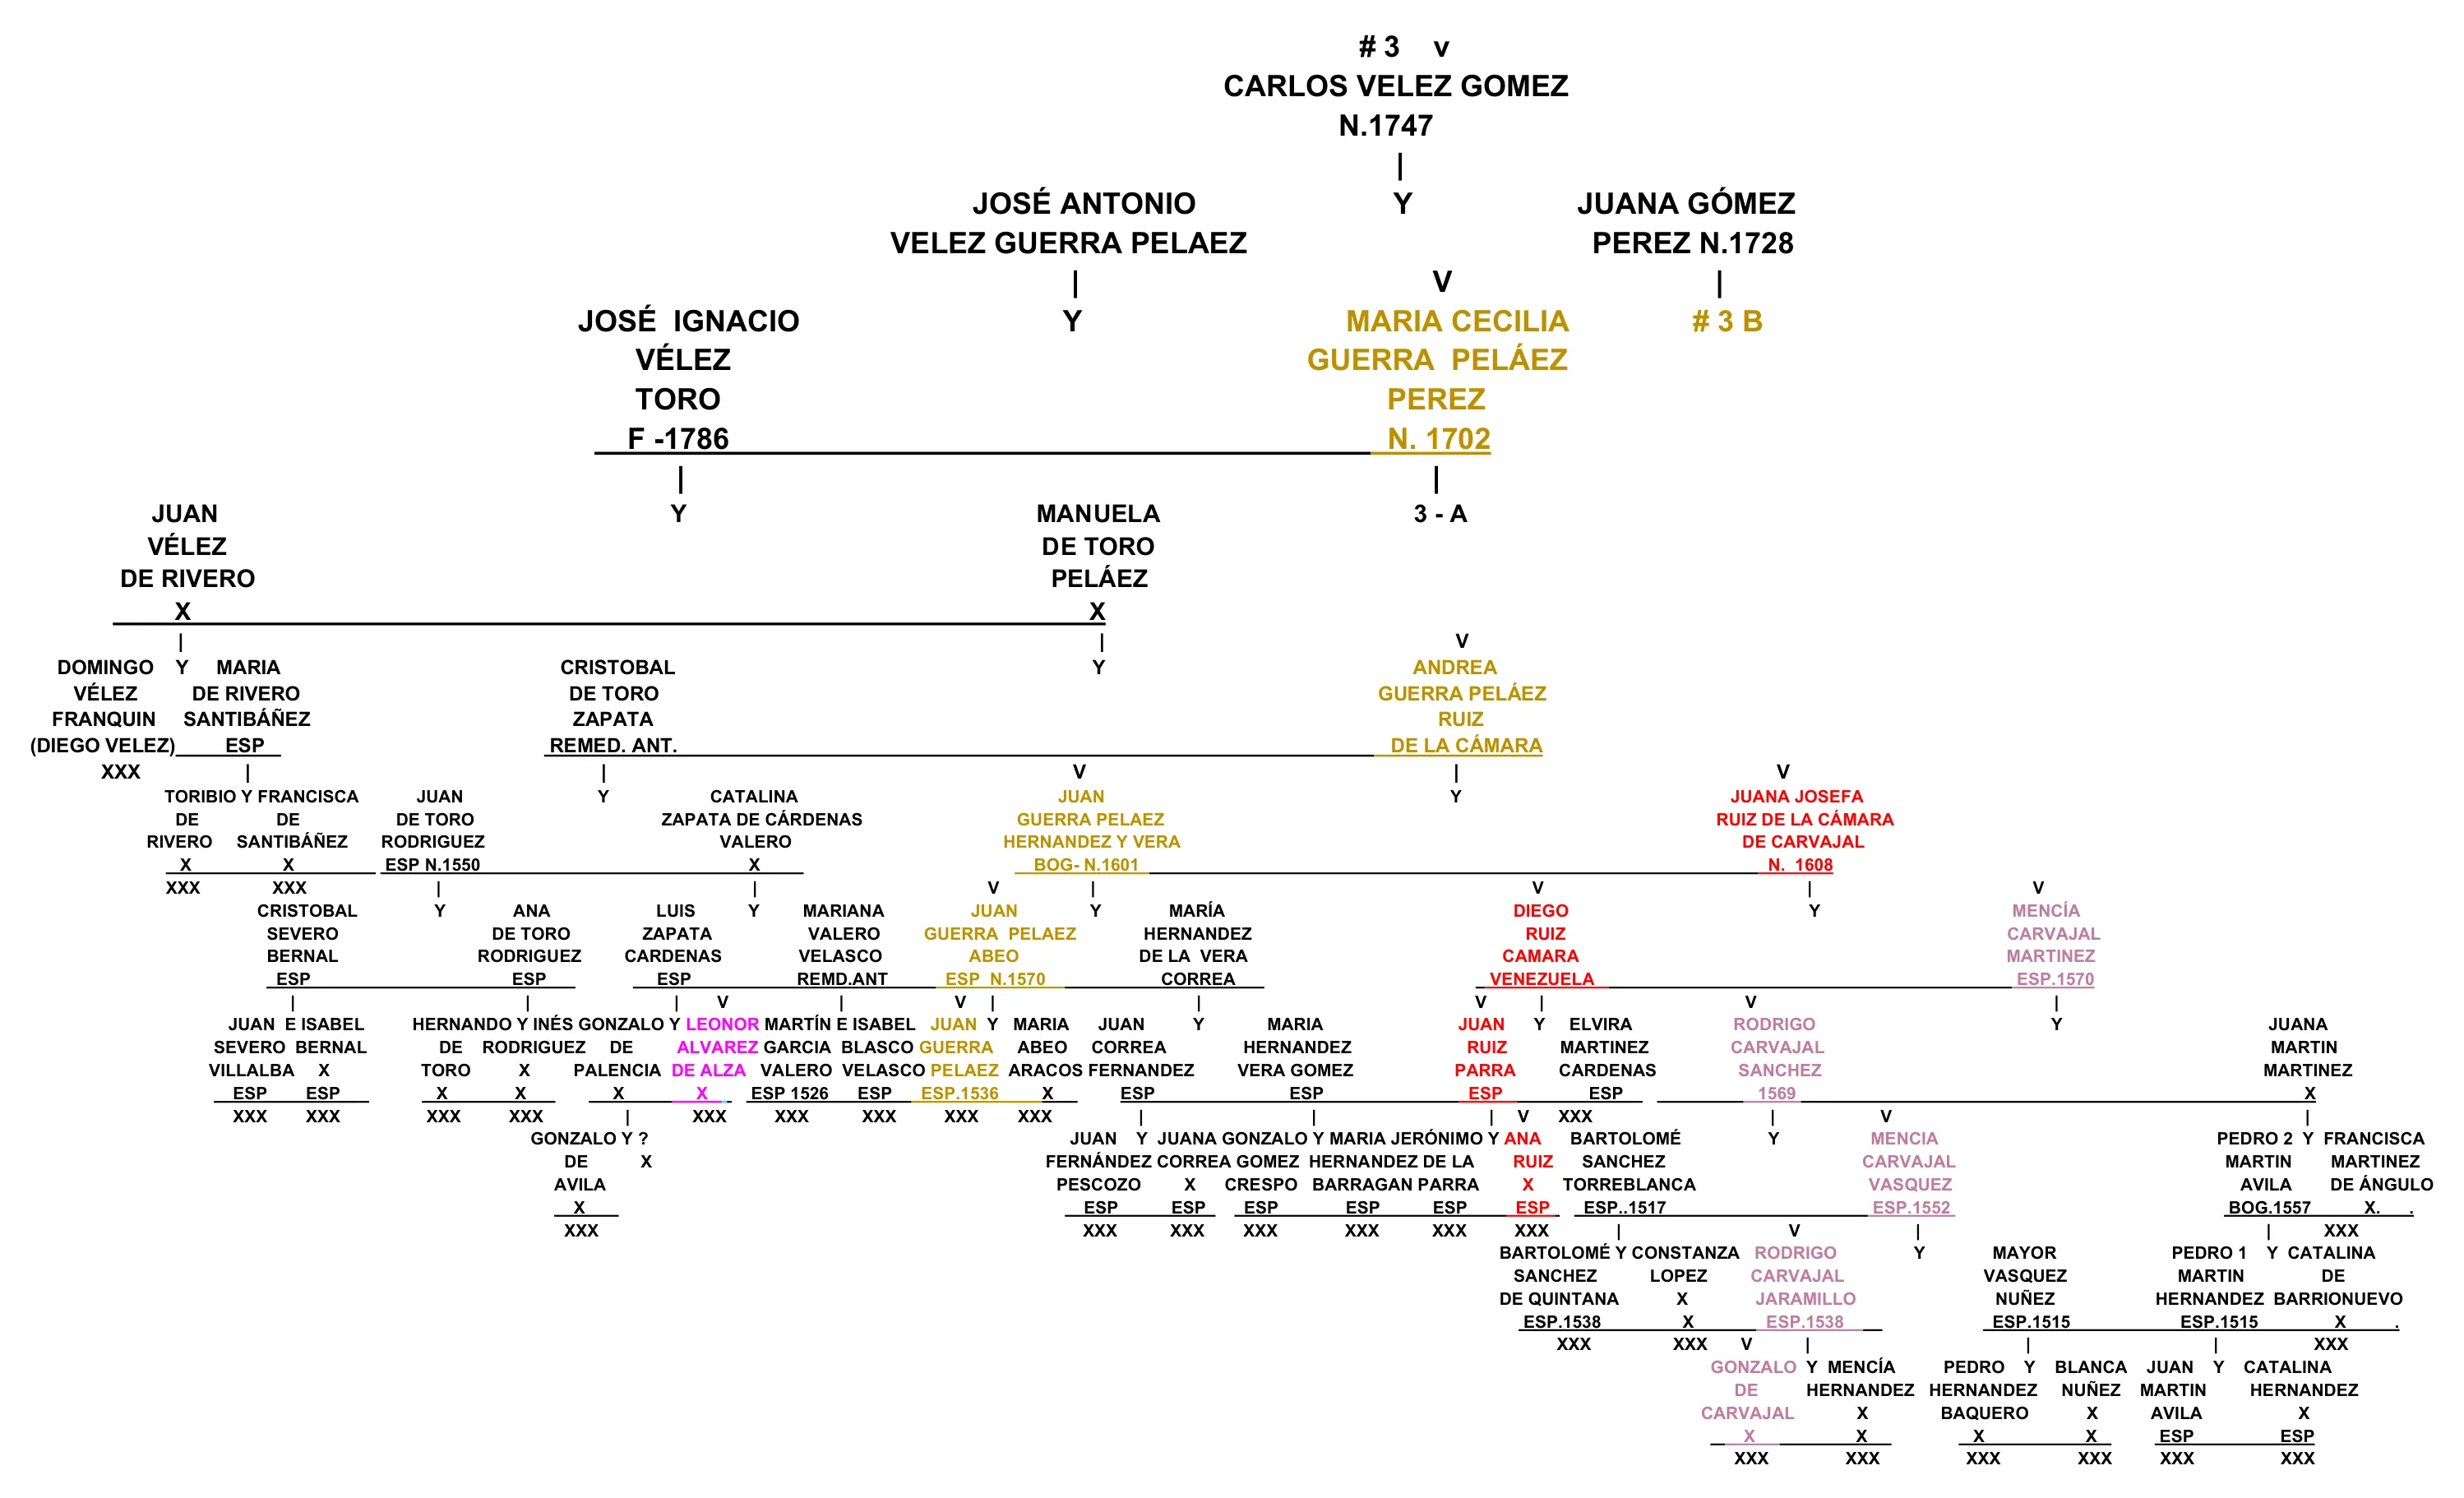 # 3 v
CARLOS VELEZ GOMEZ
N.1747
|
JOSÉ ANTONIO Y JUANA GÓMEZ
VELEZ GUERRA PELAEZ PEREZ N.1728
| V |
JOSÉ IGNACIO Y MARIA CECILIA # 3 B
VÉLEZ GUERRA PELÁEZ
TORO PEREZ
F -1786 N. 1702
| |
JUAN Y MANUELA 3 - A
VÉLEZ DE TORO
DE RIVERO PELÁEZ
X X
| | V
DOMINGO Y MARIA CRISTOBAL Y ANDREA
VÉLEZ DE RIVERO DE TORO GUERRA PELÁEZ
FRANQUIN SANTIBÁÑEZ ZAPATA RUIZ
(DIEGO VELEZ) ESP REMED. ANT. DE LA CÁMARA
XXX | | V | V
TORIBIO Y FRANCISCA JUAN Y CATALINA JUAN Y JUANA JOSEFA
DE DE DE TORO ZAPATA DE CÁRDENAS GUERRA PELAEZ RUIZ DE LA CÁMARA
RIVERO SANTIBÁÑEZ RODRIGUEZ VALERO HERNANDEZ Y VERA DE CARVAJAL
X X ESP N.1550 X BOG- N.1601 N. 1608
XXX XXX | | V | V | V
CRISTOBAL Y ANA LUIS Y MARIANA JUAN Y MARÍA DIEGO Y MENCÍA
SEVERO DE TORO ZAPATA VALERO GUERRA PELAEZ HERNANDEZ RUIZ CARVAJAL
BERNAL RODRIGUEZ CARDENAS VELASCO ABEO DE LA VERA CAMARA MARTINEZ
ESP ESP ESP REMD.ANT ESP N.1570 CORREA VENEZUELA ESP.1570
| | | V | V | | V | V |
JUAN E ISABEL HERNANDO Y INÉS GONZALO Y LEONOR MARTÍN E ISABEL JUAN Y MARIA JUAN Y MARIA JUAN Y ELVIRA RODRIGO Y JUANA
SEVERO BERNAL DE RODRIGUEZ DE ALVAREZ GARCIA BLASCO GUERRA ABEO CORREA HERNANDEZ RUIZ MARTINEZ CARVAJAL MARTIN
VILLALBA X TORO X PALENCIA DE ALZA VALERO VELASCO PELAEZ ARACOS FERNANDEZ VERA GOMEZ PARRA CARDENAS SANCHEZ MARTINEZ
ESP ESP X X X X ESP 1526 ESP ESP.1536 X ESP ESP ESP ESP 1569 X
XXX XXX XXX XXX | XXX XXX XXX XXX XXX | | | V XXX | V |
GONZALO Y ? JUAN Y JUANA GONZALO Y MARIA JERÓNIMO Y ANA BARTOLOMÉ Y MENCIA PEDRO 2 Y FRANCISCA
DE X FERNÁNDEZ CORREA GOMEZ HERNANDEZ DE LA RUIZ SANCHEZ CARVAJAL MARTIN MARTINEZ
AVILA PESCOZO X CRESPO BARRAGAN PARRA X TORREBLANCA VASQUEZ AVILA DE ÁNGULO
X ESP ESP ESP ESP ESP ESP ESP..1517 ESP.1552 BOG.1557 X. .
XXX XXX XXX XXX XXX XXX XXX | V | | XXX
BARTOLOMÉ Y CONSTANZA RODRIGO Y MAYOR PEDRO 1 Y CATALINA
SANCHEZ LOPEZ CARVAJAL VASQUEZ MARTIN DE
DE QUINTANA X JARAMILLO NUÑEZ HERNANDEZ BARRIONUEVO
ESP.1538 X ESP.1538 ESP.1515 ESP.1515 X .
XXX XXX V | | | XXX
GONZALO Y MENCÍA PEDRO Y BLANCA JUAN Y CATALINA
DE HERNANDEZ HERNANDEZ NUÑEZ MARTIN HERNANDEZ
CARVAJAL X BAQUERO X AVILA X
X X X X ESP ESP
XXX XXX XXX XXX XXX XXX